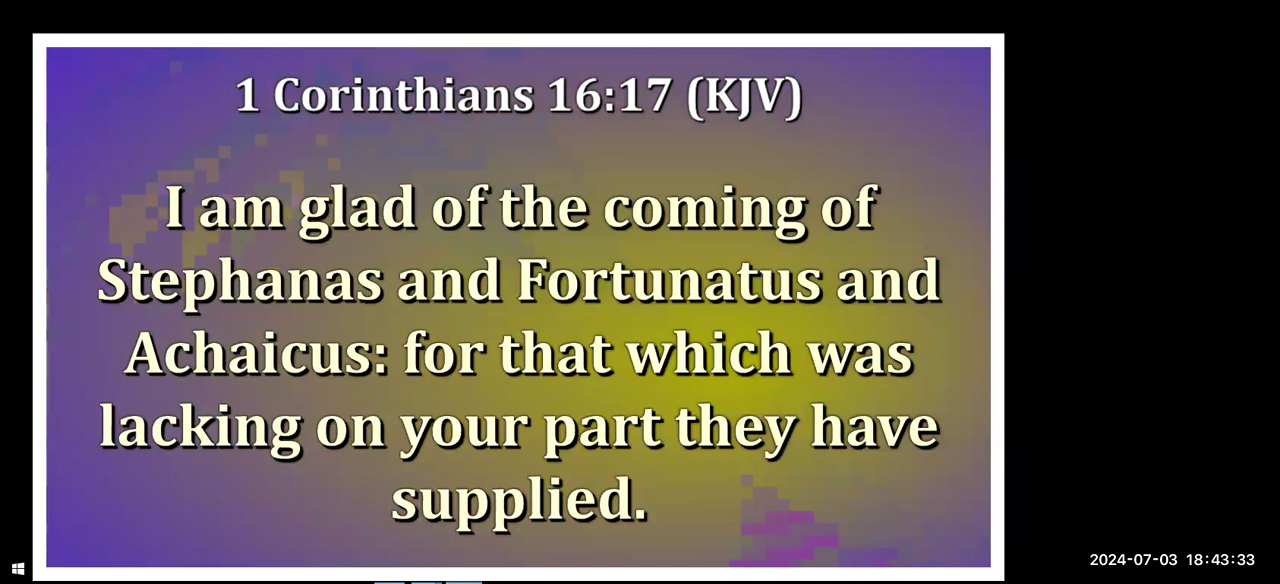 1 Corinthians 16:17 (KJV)
I am glad of the coming of
Stephanas and Fortunatus and
Achaicus: for that which was
lacking on your part they have
supplied.
2024-07-03 18:43:33